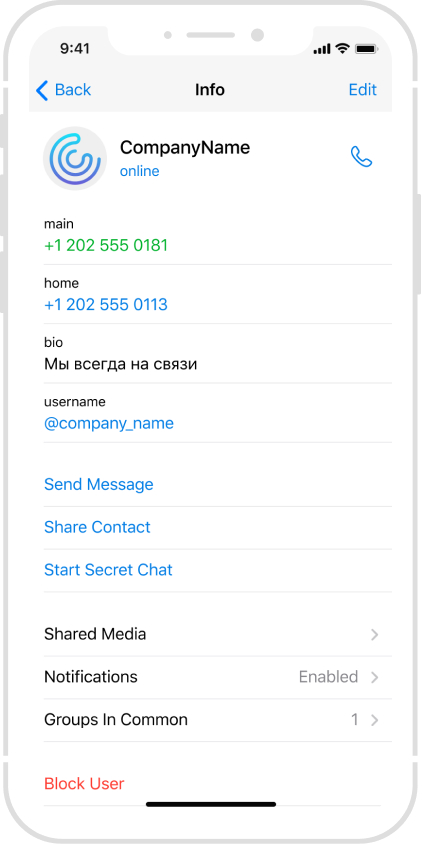 9:41
Back
Info
Edit
CompanyName
online
main
+1 202 555 0181
home
+1 202 555 0113
bio
Мы всегда на связи
username
@company_name
Send Message
Share Contact
Start Secret Chat
Shared Media
Notifications Enabled
Groups In Common 1
Block User